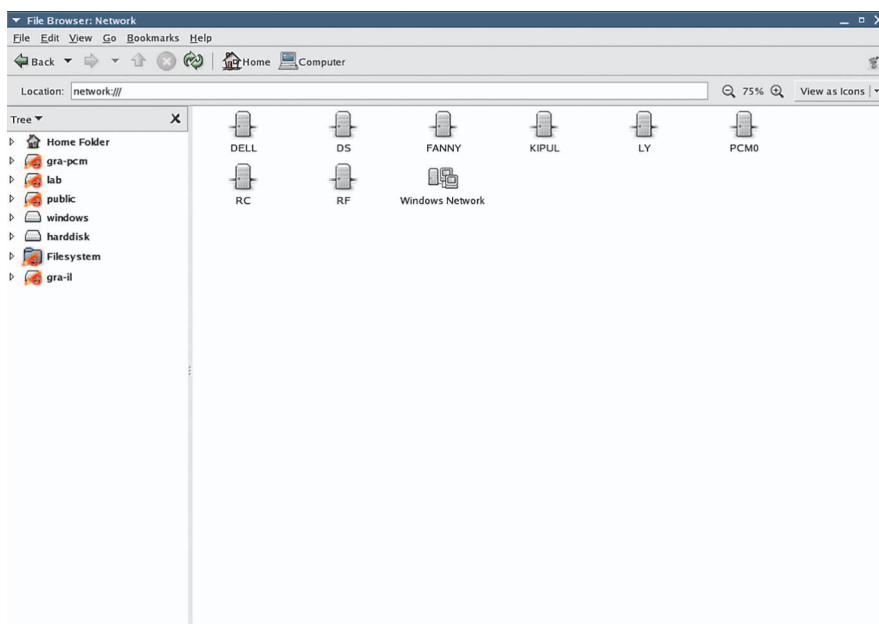 File Browser: Network
File Edit View Go Bookmarks Help
Back Home Computer
Location: network:/// 75% View as Icons
Tree
Home Folder
gra-pcm
lab
public
windows
harddisk
Filesystem
gra-il
DELL DS FANNY KIPUL LY PCM0
RC RF Windows Network